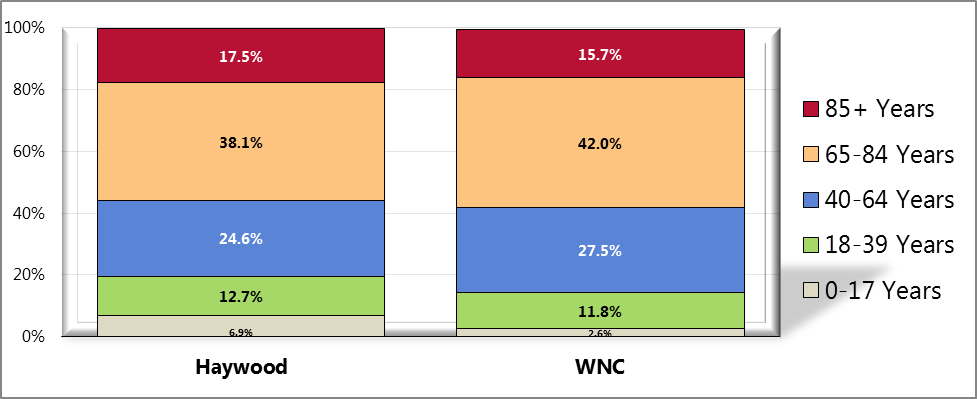 100%
80%
60%
40%
20%
0%
17.5%
38.1%
24.6%
12.7%
6.9%
15.7%
42.0%
27.5%
11.8%
2.6%
Haywood
WNC
85+ Years
65-84 Years
40-64 Years
18-39 Years
0-17 Years